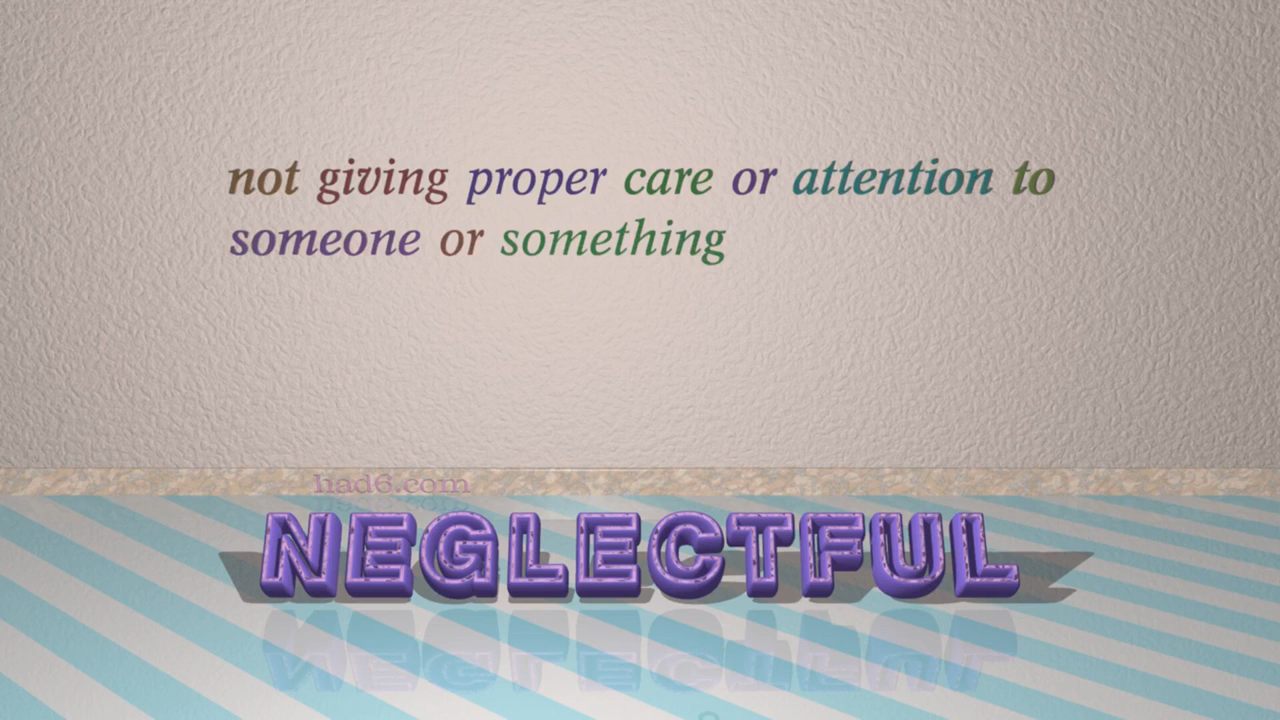 not giving proper care or attention to
someone or something
had6.com
NEGLECTFUL